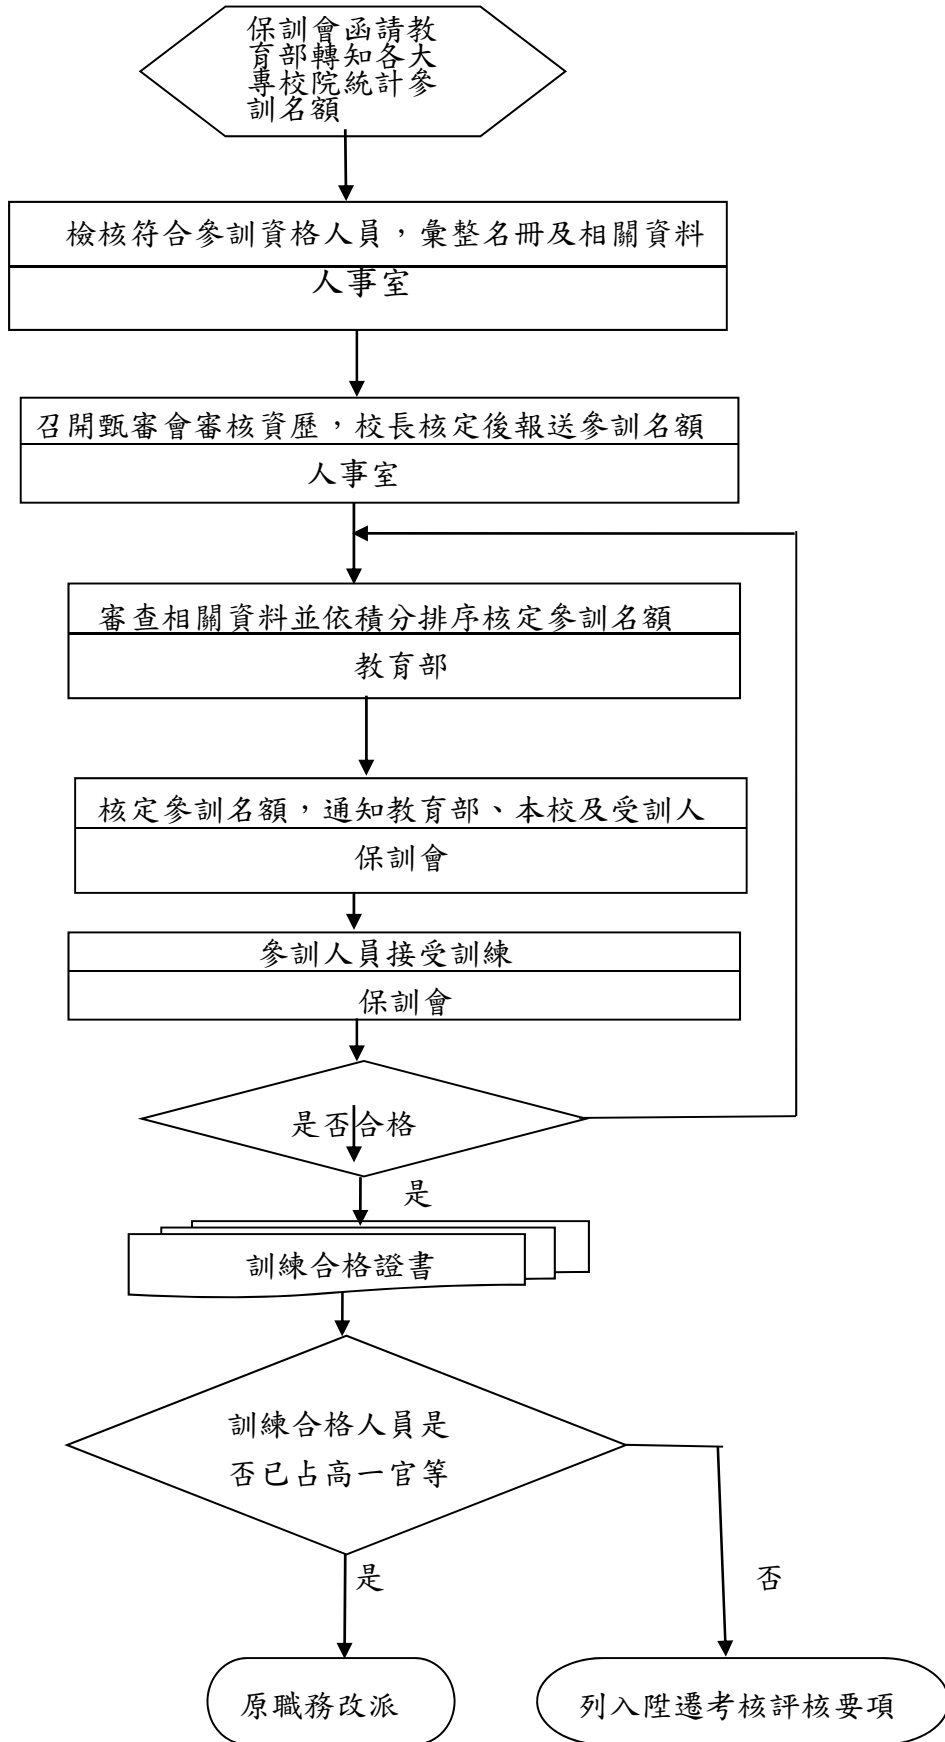 保訓會函請教
育部轉知各大
專校院統計參
訓名額
檢核符合參訓資格人員，彙整名冊及相關資料
人事室
召開甄審會審核資歷，校長核定後報送參訓名額
人事室
審查相關資料並依積分排序核定參訓名額
教育部
核定參訓名額，通知教育部、本校及受訓人
保訓會
參訓人員接受訓練
保訓會
是否合格
是
訓練合格證書
訓練合格人員是
否已占高一官等
是
否
原職務改派
列入陞遷考核評核要項